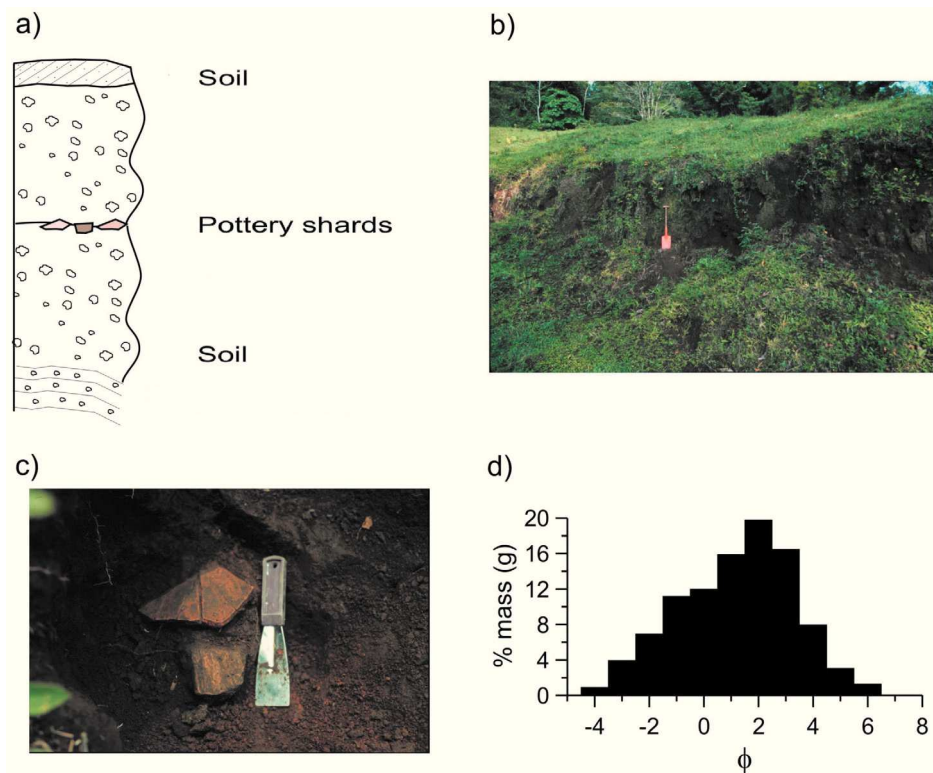 a)
Soil
Pottery shards
Soil
b)
c)
d)
20
16
12
8
4
0
% mass (g)
-4 -2 0 2 4 6 8
ϕ